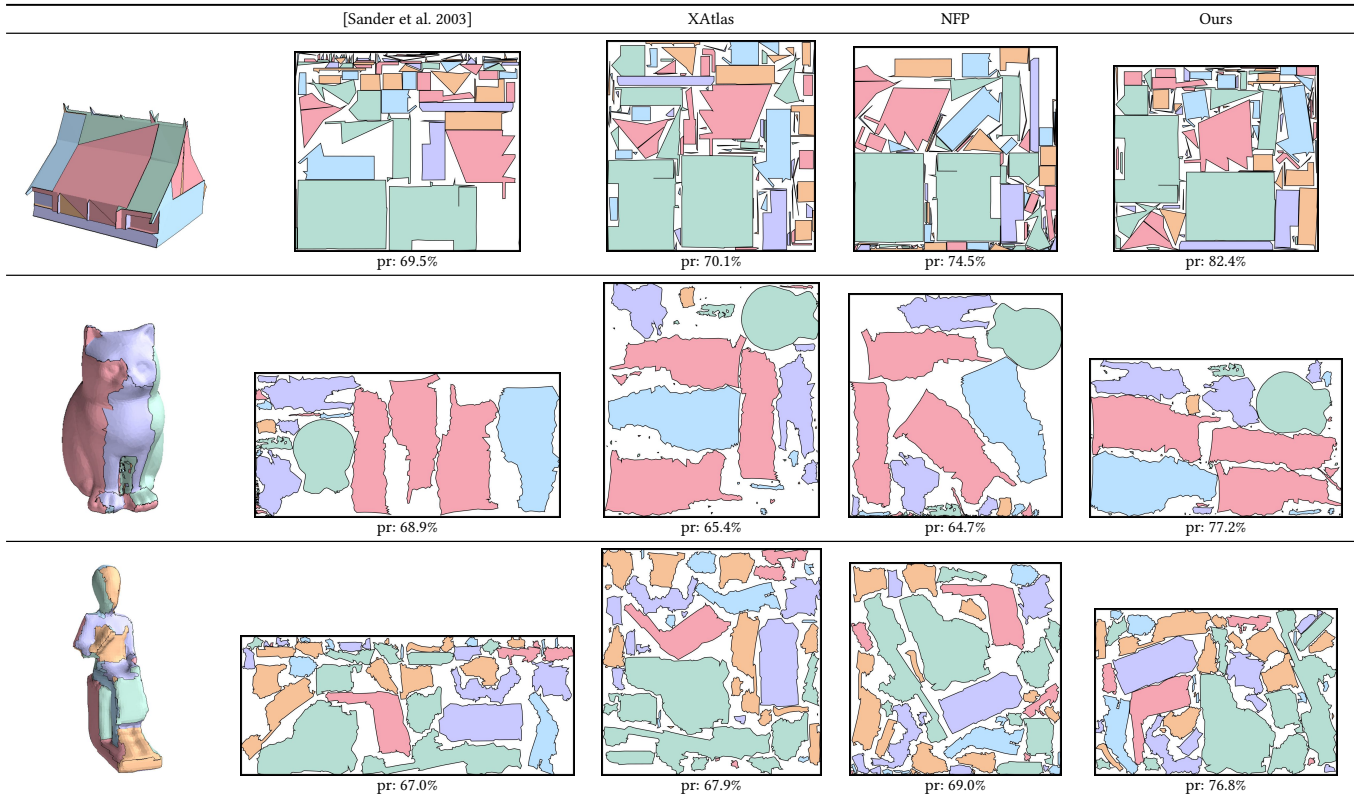 [Sander et al. 2003] XAtlas NFP Ours
pr: 69.5% pr: 70.1% pr: 74.5% pr: 82.4%
pr: 68.9% pr: 65.4% pr: 64.7% pr: 77.2%
pr: 67.0% pr: 67.9% pr: 69.0% pr: 76.8%